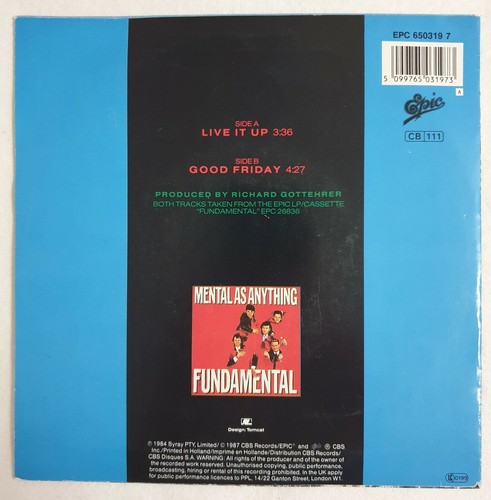 EPC 650319 7
5 099765 031973
A
Epic
CB 111
SIDE A
LIVE IT UP 3:36
SIDE B
GOOD FRIDAY 4:27
PRODUCED BY RICHARD GOTTEHRER
BOTH TRACKS TAKEN FROM THE EPIC LP/CASSETTE
"FUNDAMENTAL" EPC 26836
MENTAL AS ANYTHING
FUNDAMENTAL
Design: Tomcat
℗ 1984 Syray PTY, Limited/ © 1987 CBS Records/EPIC and Epic ® CBS
Inc./Printed in Holland/Imprimé en Hollande/Distribution CBS Records/
CBS Disques S.A. WARNING. All rights of the producer and of the owner of
the recorded work reserved. Unauthorised copying, public performance,
broadcasting, hiring or rental of this recording prohibited. In the UK apply
for public performance licences to PPL, 14/22 Ganton Street, London W1.